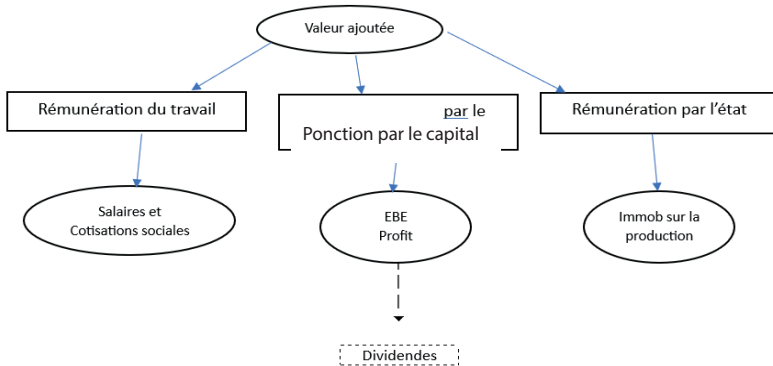 Valeur ajoutée
Rémunération du travail
par le
Ponction par le capital
Rémunération par l’état
Salaires et
Cotisations sociales
EBE
Profit
Immob sur la
production
Dividendes